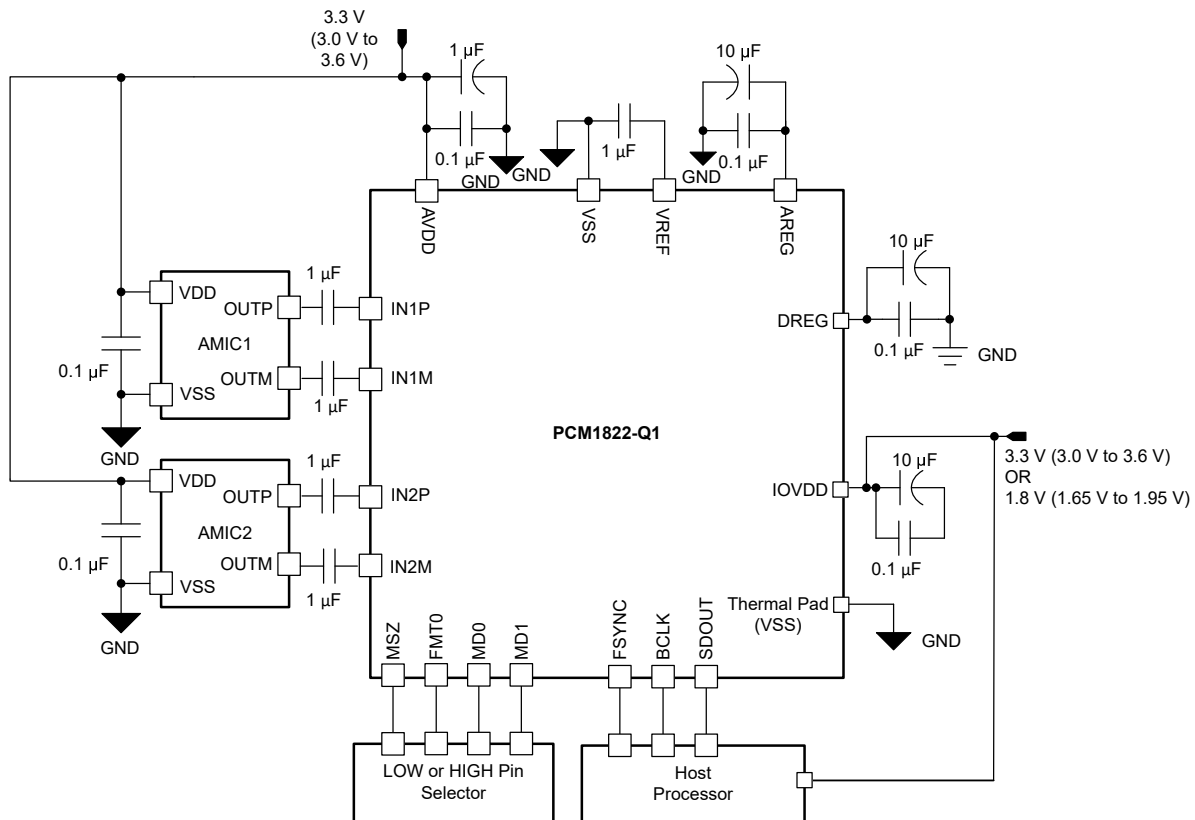 3.3 V
(3.0 V to
3.6 V)
1 µF
0.1 µF
GND
GND
1 µF
10 µF
0.1 µF
GND
AVDD
VSS
VREF
AREG
10 µF
DREG
0.1 µF
GND
VDD
OUTP
AMIC1
OUTM
VSS
0.1 µF
GND
1 µF
IN1P
IN1M
1 µF
PCM1822-Q1
VDD
OUTP
AMIC2
OUTM
VSS
0.1 µF
GND
1 µF
IN2P
IN2M
1 µF
3.3 V (3.0 V to 3.6 V)
OR
1.8 V (1.65 V to 1.95 V)
10 µF
IOVDD
0.1 µF
Thermal Pad
(VSS)
GND
MSZ
FMT0
MD0
MD1
FSYNC
BCLK
SDOUT
LOW or HIGH Pin
Selector
Host
Processor